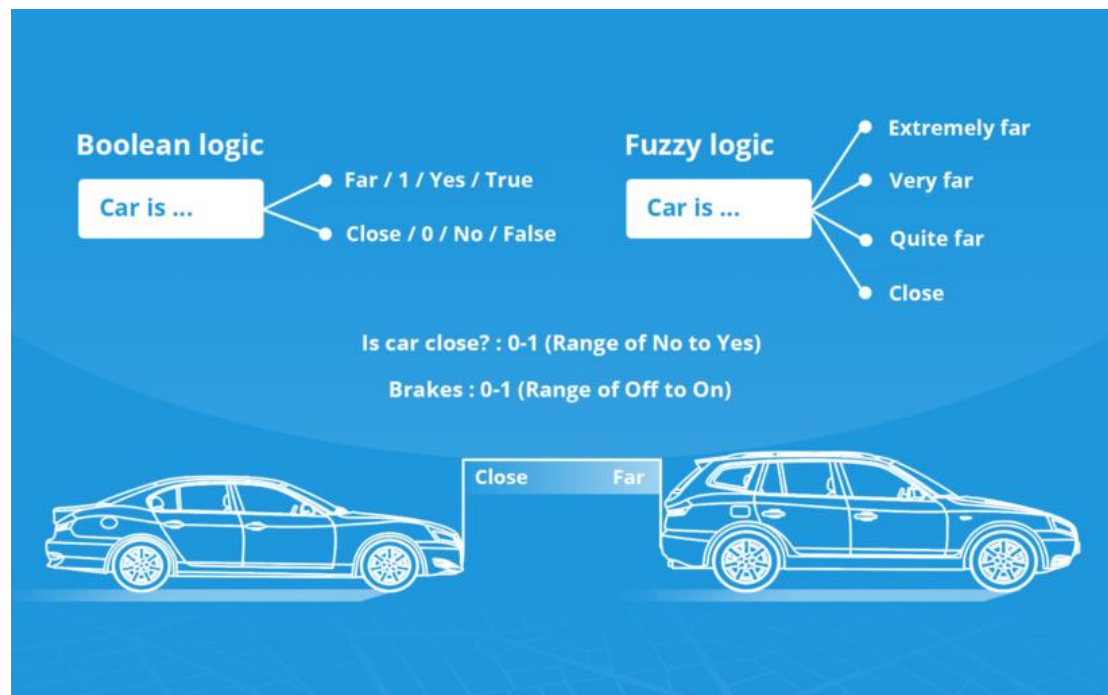 Boolean logic
Car is ...
Far / 1 / Yes / True
Close / 0 / No / False
Fuzzy logic
Car is ...
Extremely far
Very far
Quite far
Close
Is car close? : 0-1 (Range of No to Yes)
Brakes : 0-1 (Range of Off to On)
Close Far